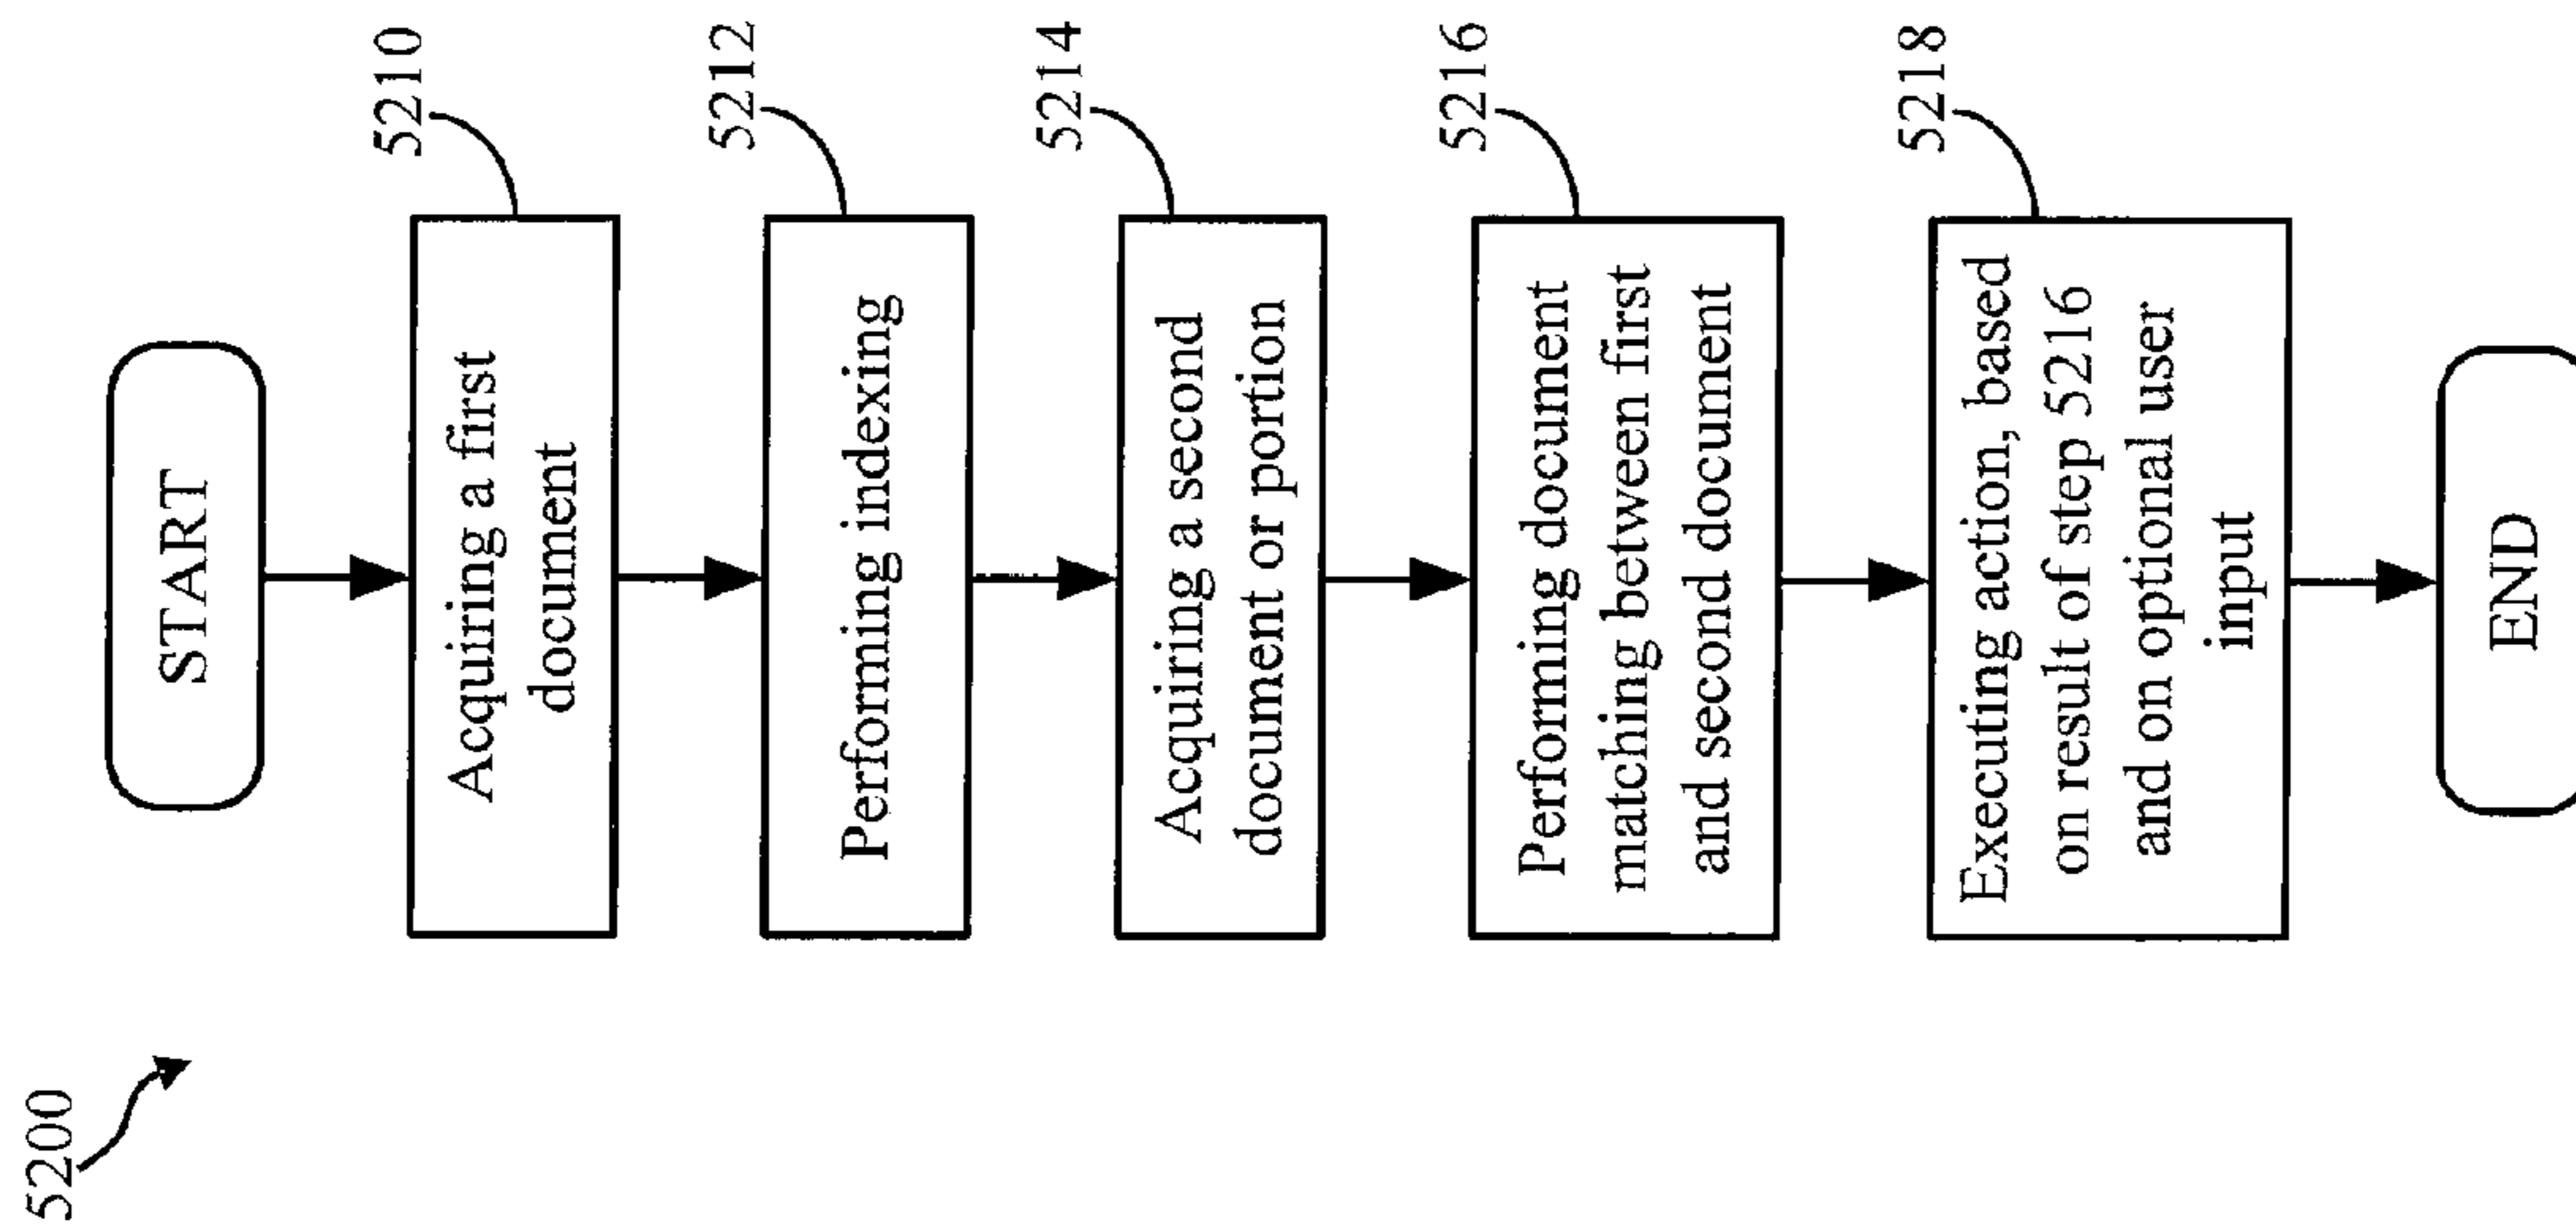 5200
START
5210
Acquiring a first
document
5212
Performing indexing
5214
Acquiring a second
document or portion
5216
Performing document
matching between first
and second document
5218
Executing action, based
on result of step 5216
and on optional user
input
END